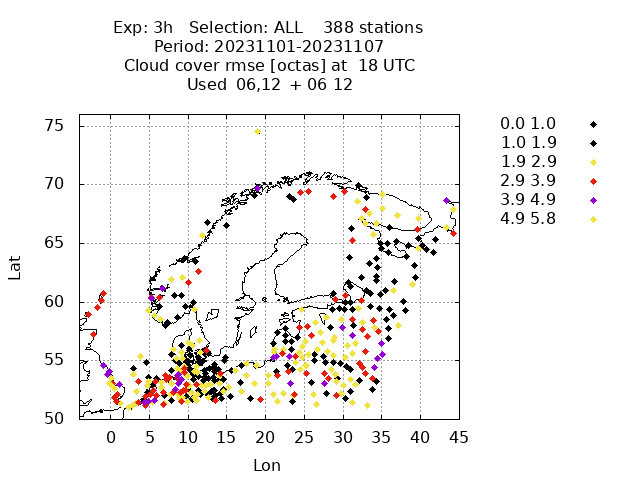 Exp: 3h   Selection: ALL    388 stations
Period: 20231101-20231107
Cloud cover rmse [octas] at  18 UTC
Used  06,12  + 06 12
75
70
65
60
55
50
Lat
0 5 10 15 20 25 30 35 40 45
Lon
0.0 1.0
1.0 1.9
1.9 2.9
2.9 3.9
3.9 4.9
4.9 5.8